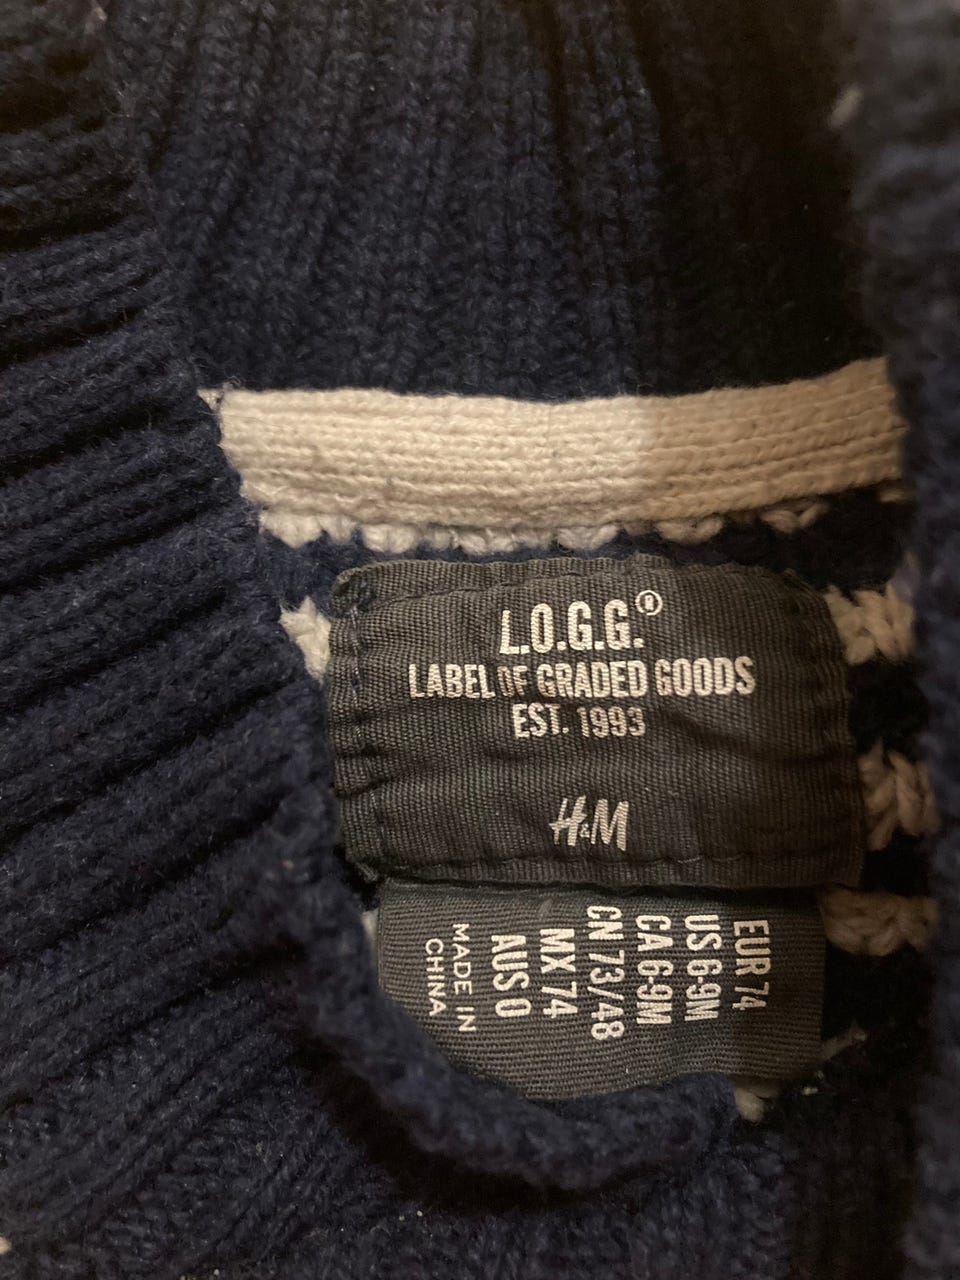 L.O.G.G.®
LABEL OF GRADED GOODS
EST. 1993
H&M
EUR 74
US 6-9M
CA 6-9M
CN 73/48
MX 74
AUS 0
MADE IN
CHINA